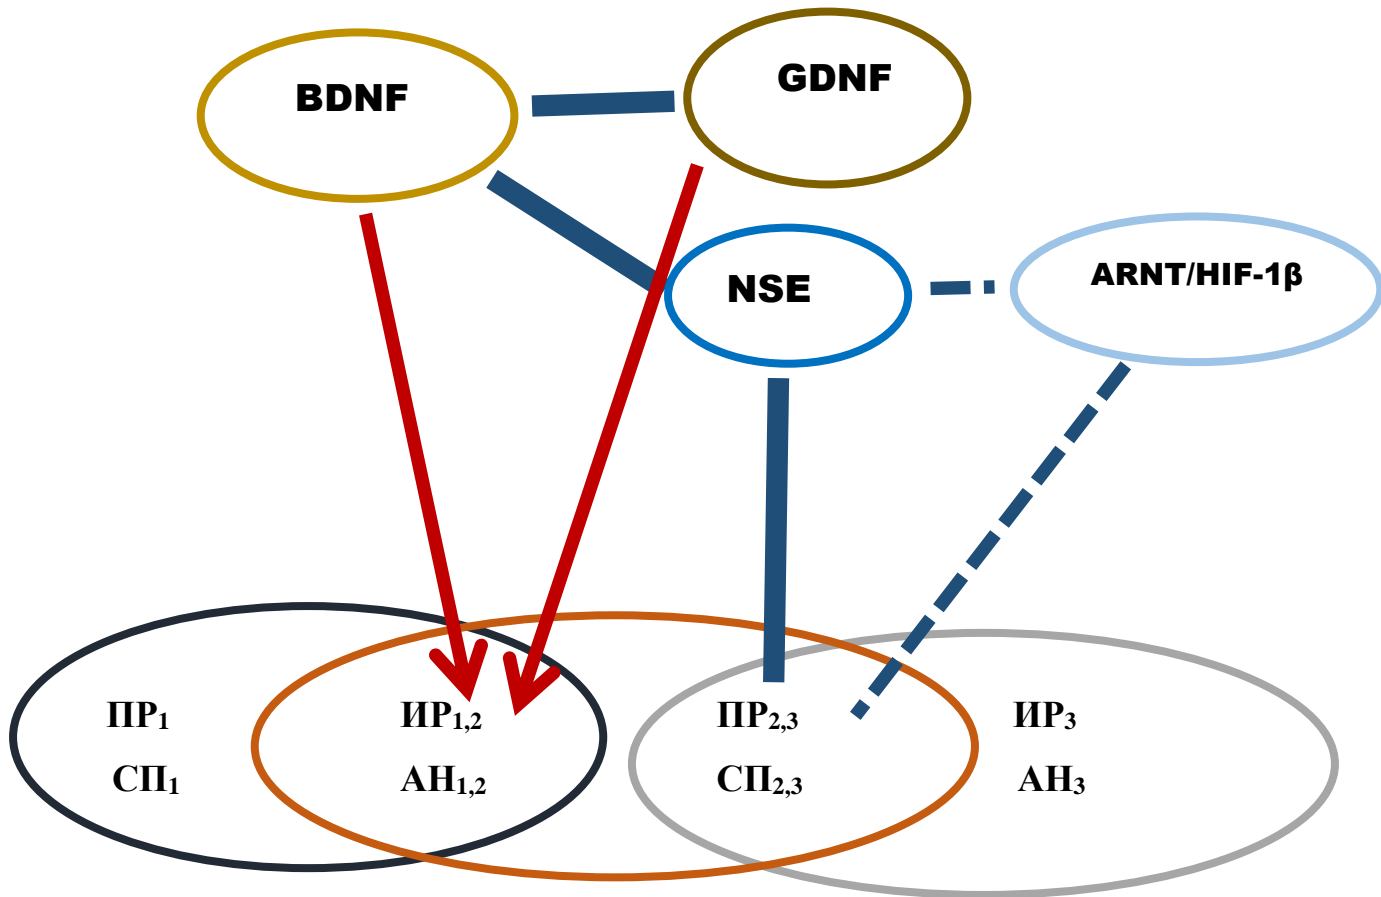 BDNF
GDNF
NSE
ARNT/HIF-1β
ПР₁ ИР₁,₂ ПР₂,₃ ИР₃
СП₁ АН₁,₂ СП₂,₃ АН₃